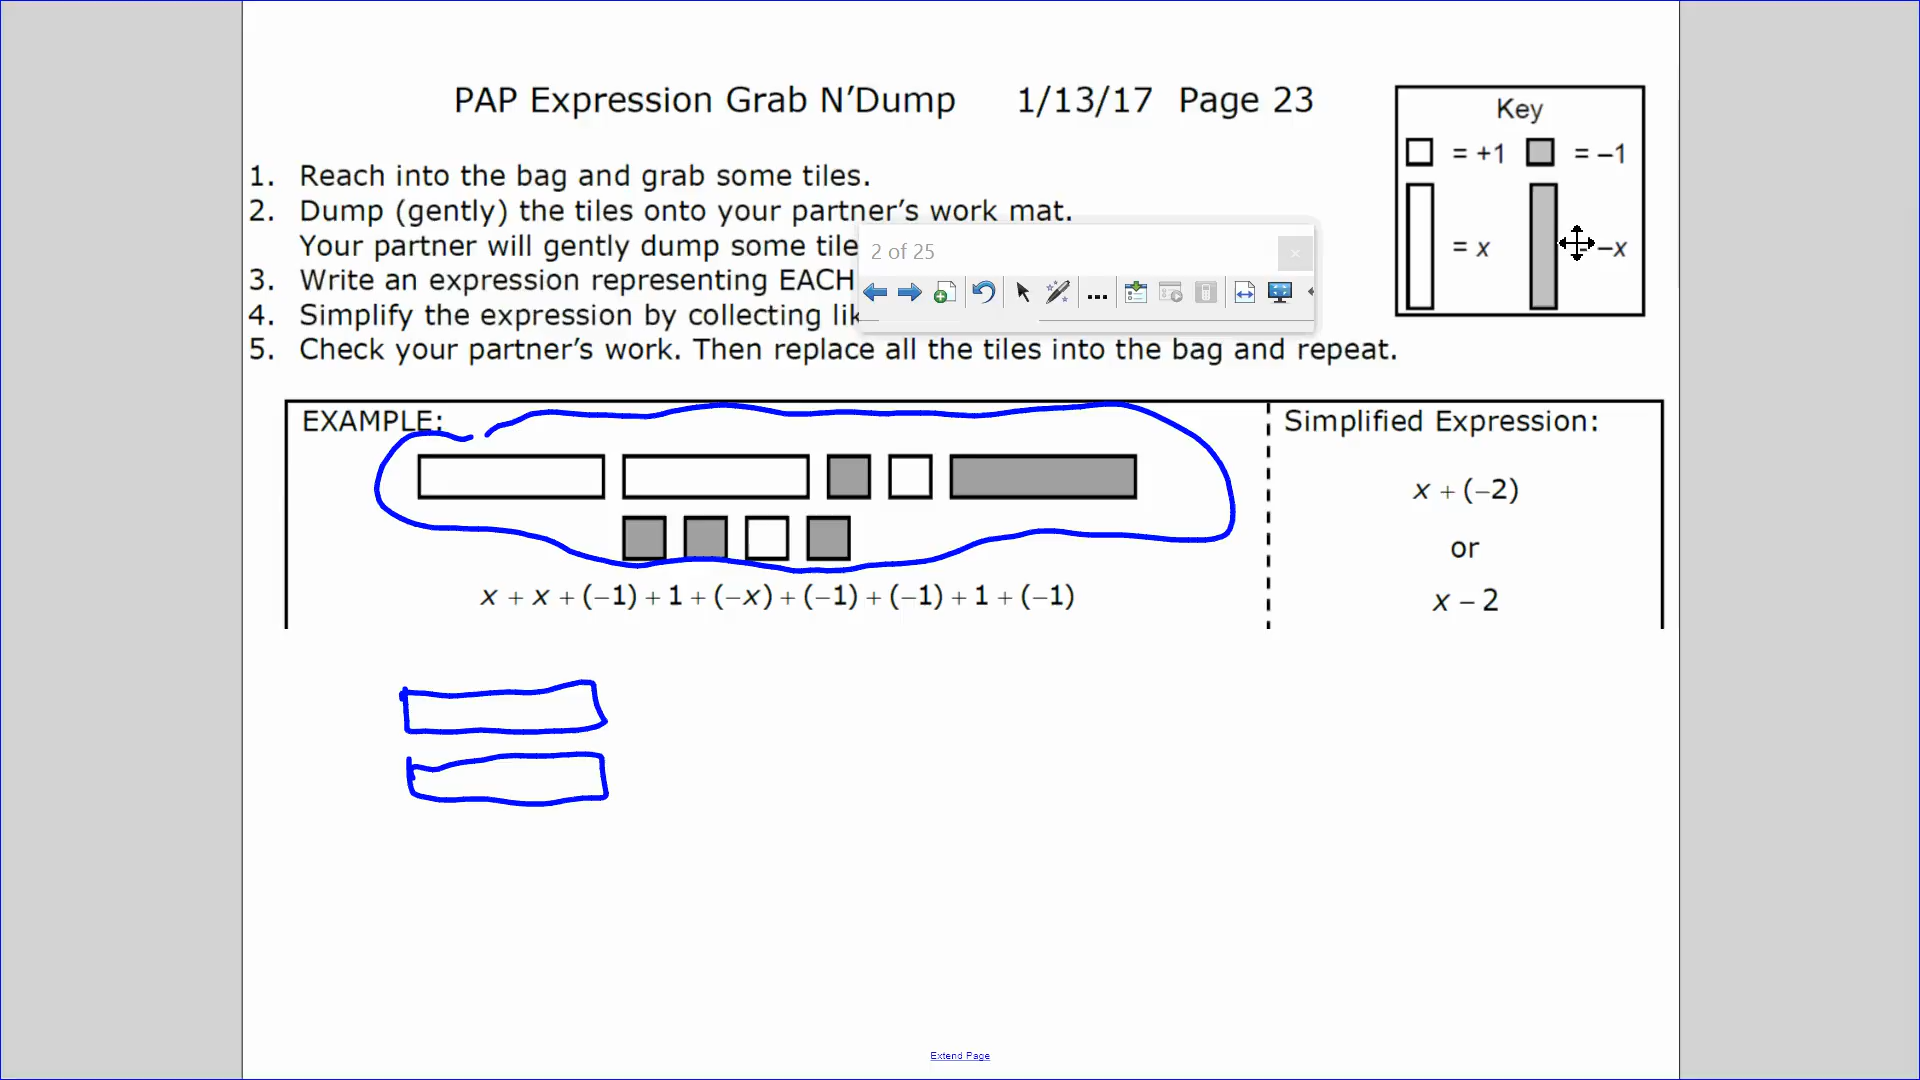 PAP Expression Grab N’Dump 1/13/17 Page 23
Key
= +1 = –1
= x –x
1. Reach into the bag and grab some tiles.
2. Dump (gently) the tiles onto your partner’s work mat.
Your partner will gently dump some tile
3. Write an expression representing EACH
4. Simplify the expression by collecting lik
5. Check your partner’s work. Then replace all the tiles into the bag and repeat.
2 of 25
EXAMPLE:
x + x + (−1) + 1 + (−x) + (−1) + (−1) + 1 + (−1)
Simplified Expression:
x + (−2)
or
x − 2
Extend Page